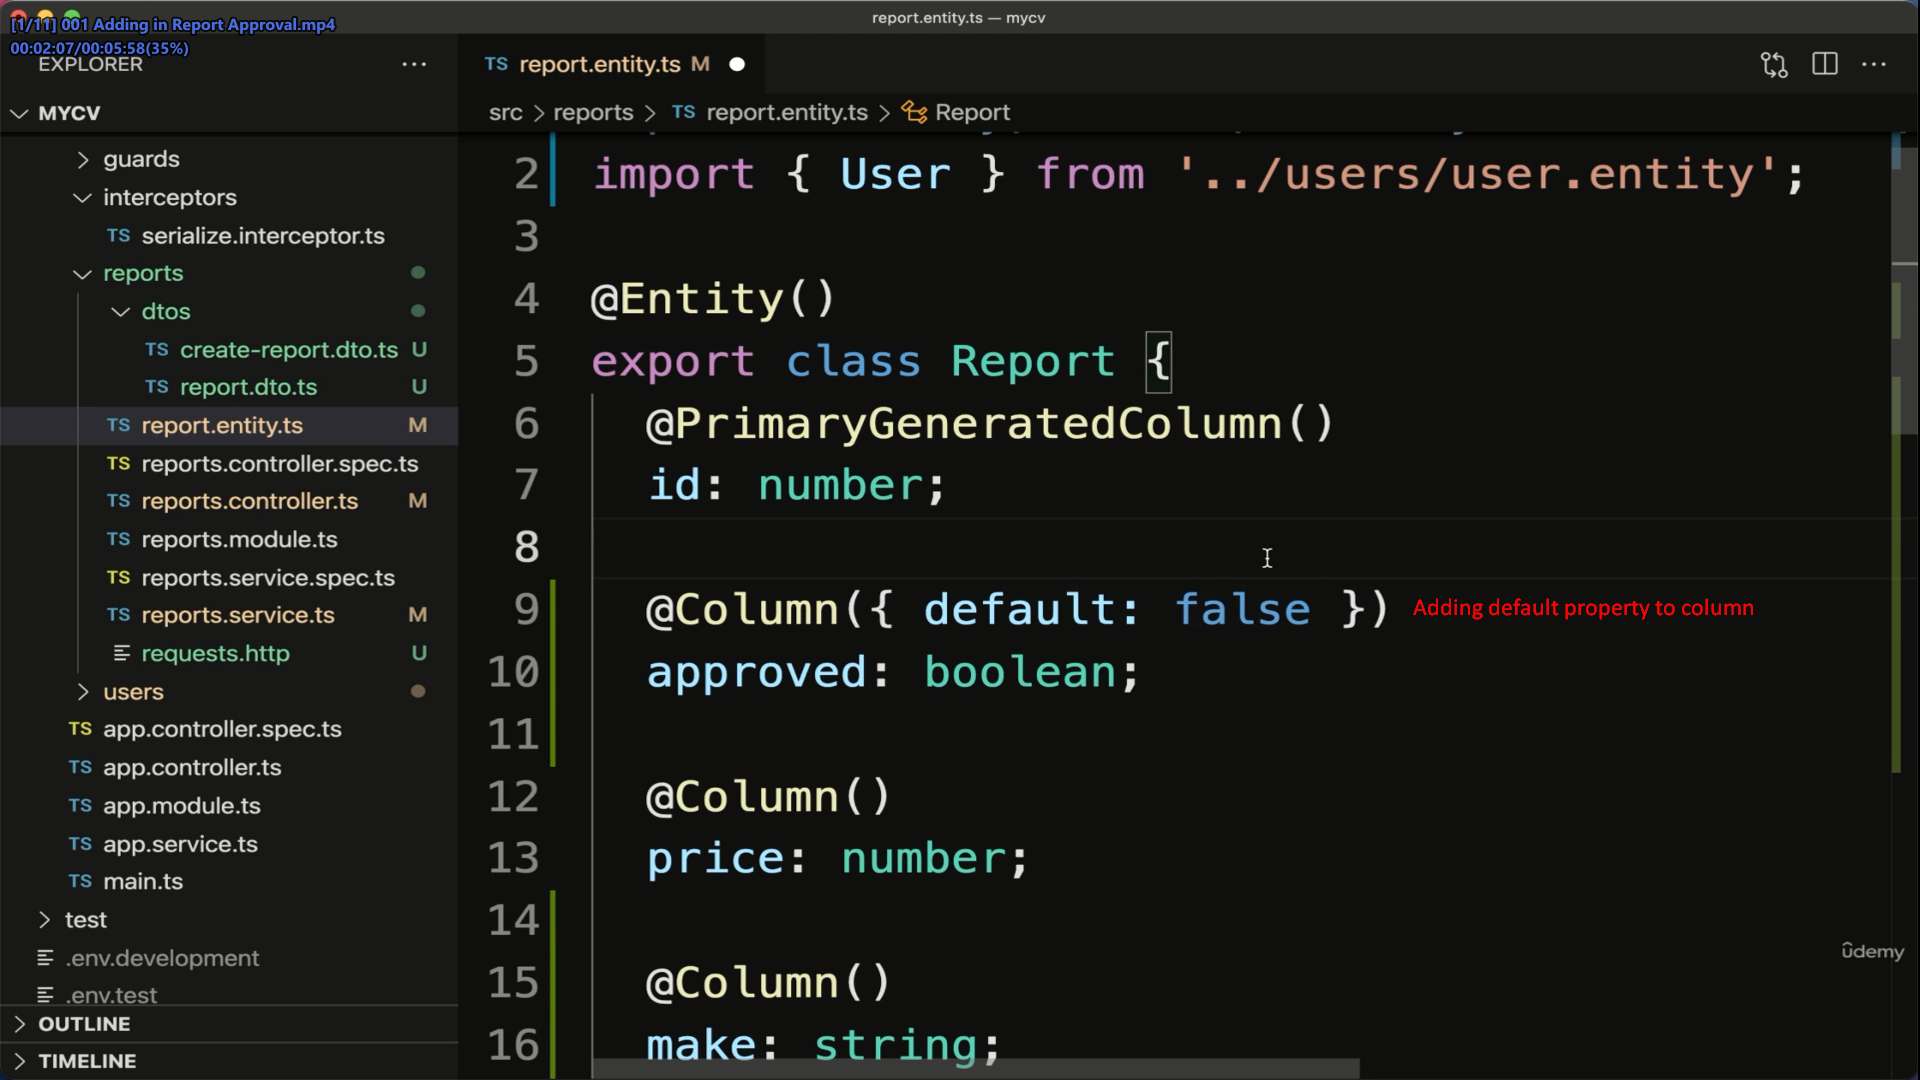 [1/11] 001 Adding in Report Approval.mp4
00:02:07/00:05:58(35%)
report.entity.ts — mycv
EXPLORER
MYCV
guards
interceptors
TS serialize.interceptor.ts
reports
dtos
TS create-report.dto.ts U
TS report.dto.ts U
TS report.entity.ts M
TS reports.controller.spec.ts
TS reports.controller.ts M
TS reports.module.ts
TS reports.service.spec.ts
TS reports.service.ts M
requests.http U
users
TS app.controller.spec.ts
TS app.controller.ts
TS app.module.ts
TS app.service.ts
TS main.ts
test
.env.development
.env.test
OUTLINE
TIMELINE
TS report.entity.ts M
src > reports > TS report.entity.ts > Report
2 import { User } from '../users/user.entity';
3
4 @Entity()
5 export class Report {
6 @PrimaryGeneratedColumn()
7 id: number;
8
9 @Column({ default: false }) Adding default property to column
10 approved: boolean;
11
12 @Column()
13 price: number;
14
15 @Column()
16 make: string;
ûdemy